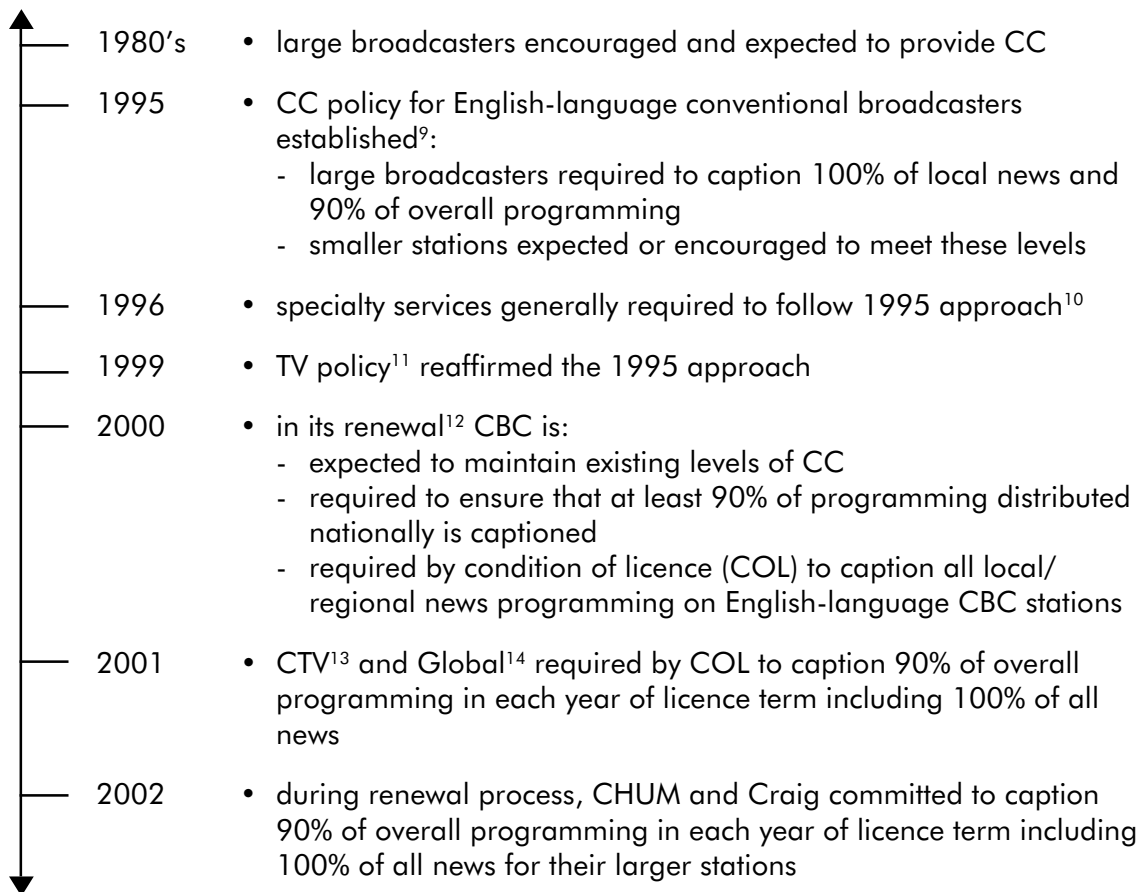 1980’s • large broadcasters encouraged and expected to provide CC
1995 • CC policy for English-language conventional broadcasters
established⁹:
- large broadcasters required to caption 100% of local news and
90% of overall programming
- smaller stations expected or encouraged to meet these levels
1996 • specialty services generally required to follow 1995 approach¹⁰
1999 • TV policy¹¹ reaffirmed the 1995 approach
2000 • in its renewal¹² CBC is:
- expected to maintain existing levels of CC
- required to ensure that at least 90% of programming distributed
nationally is captioned
- required by condition of licence (COL) to caption all local/
regional news programming on English-language CBC stations
2001 • CTV¹³ and Global¹⁴ required by COL to caption 90% of overall
programming in each year of licence term including 100% of all
news
2002 • during renewal process, CHUM and Craig committed to caption
90% of overall programming in each year of licence term including
100% of all news for their larger stations